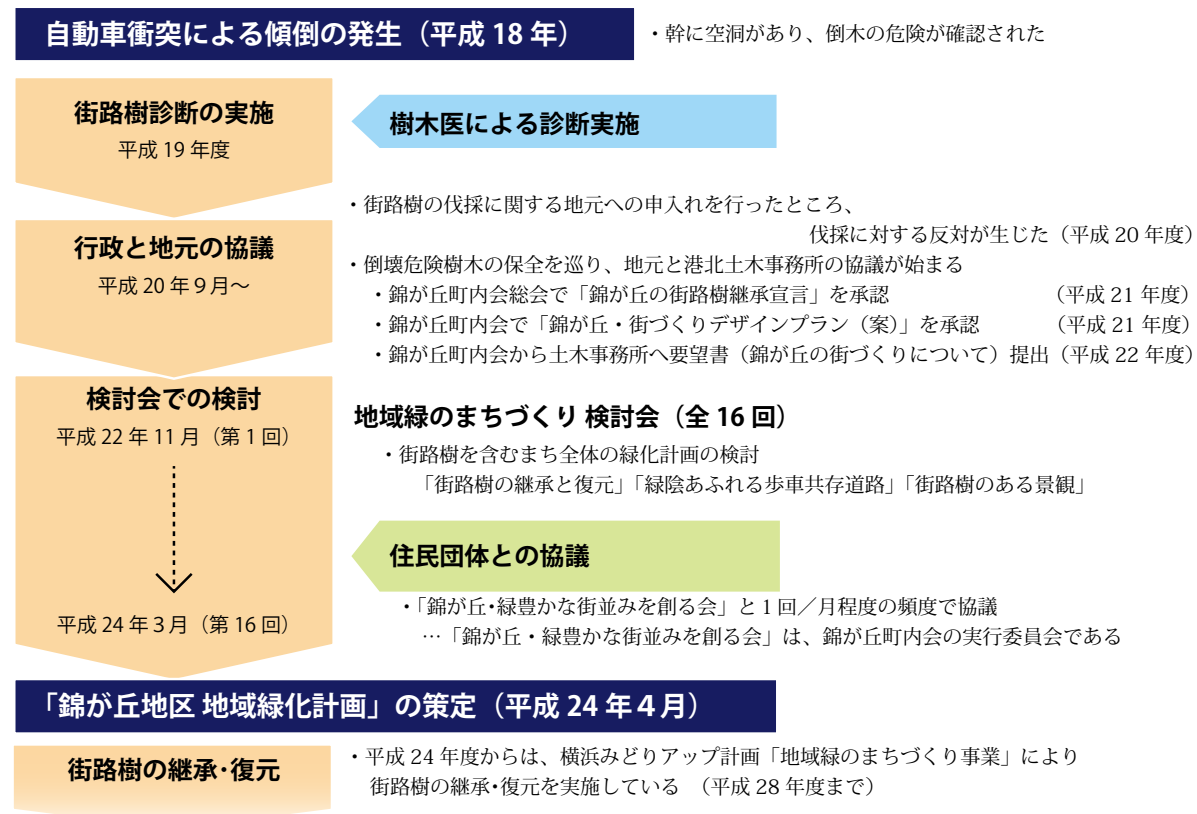 自動車衝突による傾倒の発生（平成 18 年）
・幹に空洞があり、倒木の危険が確認された
街路樹診断の実施
平成 19 年度
樹木医による診断実施
行政と地元の協議
平成 20 年 9 月～
・街路樹の伐採に関する地元への申入れを行ったところ、
伐採に対する反対が生じた（平成 20 年度）
・倒壊危険樹木の保全を巡り、地元と港北土木事務所の協議が始まる
・錦が丘町内会総会で「錦が丘の街路樹継承宣言」を承認　（平成 21 年度）
・錦が丘町内会で「錦が丘・街づくりデザインプラン（案）」を承認　（平成 21 年度）
・錦が丘町内会から土木事務所へ要望書（錦が丘の街づくりについて）提出（平成 22 年度）
検討会での検討
平成 22 年 11 月（第 1 回）
平成 24 年 3 月（第 16 回）
地域緑のまちづくり 検討会（全 16 回）
・街路樹を含むまち全体の緑化計画の検討
「街路樹の継承と復元」「緑陰あふれる歩車共存道路」「街路樹のある景観」
住民団体との協議
・「錦が丘・緑豊かな街並みを創る会」と 1 回／月程度の頻度で協議
…「錦が丘・緑豊かな街並みを創る会」は、錦が丘町内会の実行委員会である
「錦が丘地区 地域緑化計画」の策定（平成 24 年４月）
街路樹の継承・復元
・平成 24 年度からは、横浜みどりアップ計画「地域緑のまちづくり事業」により
街路樹の継承・復元を実施している　（平成 28 年度まで）